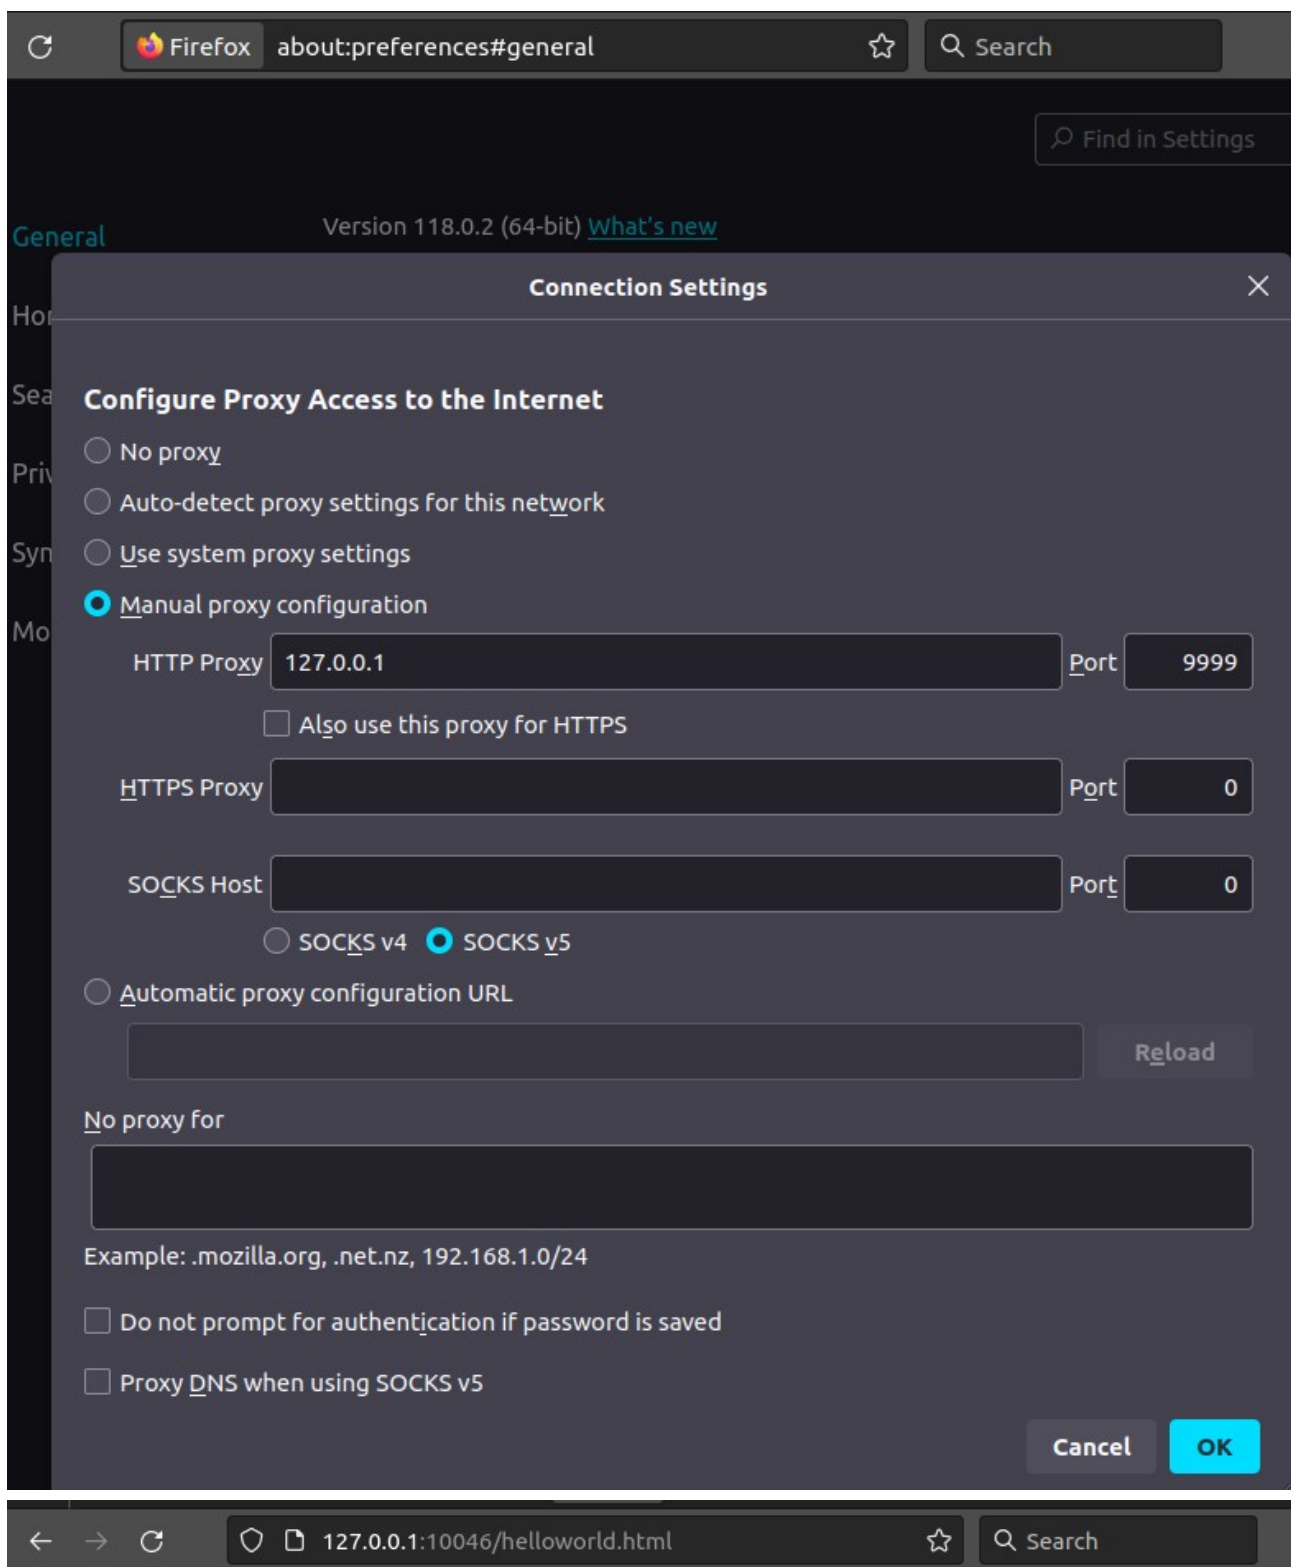 Firefox about:preferences#general Search
Find in Settings
General
Version 118.0.2 (64-bit) What's new
Connection Settings
Configure Proxy Access to the Internet
No proxy
Auto-detect proxy settings for this network
Use system proxy settings
Manual proxy configuration
HTTP Proxy 127.0.0.1 Port 9999
Also use this proxy for HTTPS
HTTPS Proxy Port 0
SOCKS Host Port 0
SOCKS v4 SOCKS v5
Automatic proxy configuration URL
Reload
No proxy for
Example: .mozilla.org, .net.nz, 192.168.1.0/24
Do not prompt for authentication if password is saved
Proxy DNS when using SOCKS v5
Cancel OK
127.0.0.1:10046/helloworld.html Search